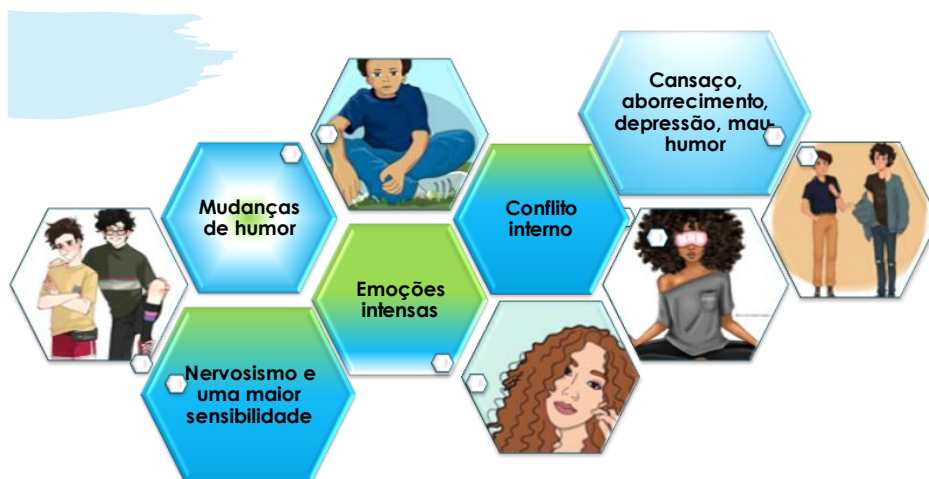 Cansaço,
aborrecimento,
depressão, mau-
humor
Mudanças
de humor
Conflito
interno
Emoções
intensas
Nervosismo e
uma maior
sensibilidade